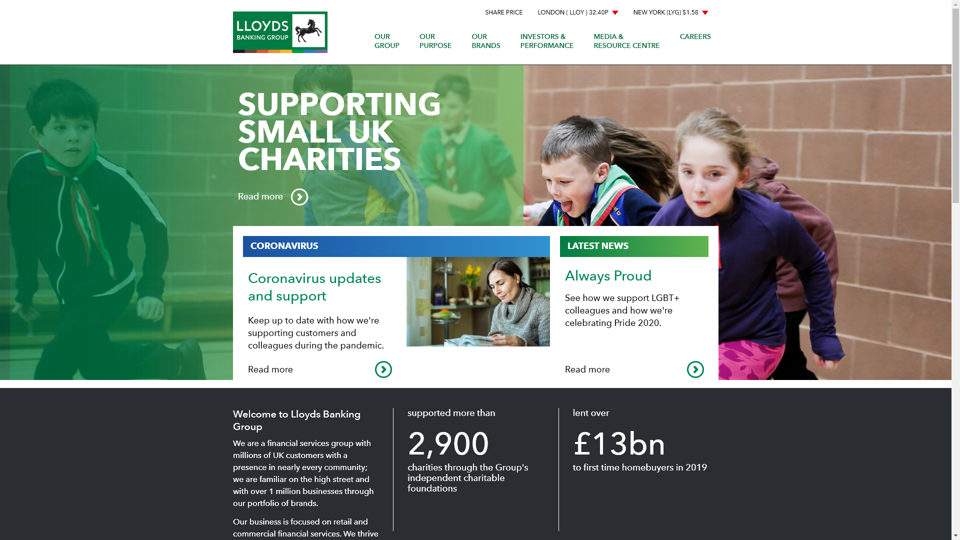 SHARE PRICE LONDON ( LLOY ) 32.40P NEW YORK (LYG) $1.58
LLOYDS
BANKING GROUP
OUR GROUP
OUR PURPOSE
OUR BRANDS
INVESTORS & PERFORMANCE
MEDIA & RESOURCE CENTRE
CAREERS
SUPPORTING
SMALL UK
CHARITIES
Read more
CORONAVIRUS
Coronavirus updates
and support
Keep up to date with how we're
supporting customers and
colleagues during the pandemic.
Read more
LATEST NEWS
Always Proud
See how we support LGBT+
colleagues and how we're
celebrating Pride 2020.
Read more
Welcome to Lloyds Banking
Group
We are a financial services group with
millions of UK customers with a
presence in nearly every community;
we are familiar on the high street and
with over 1 million businesses through
our portfolio of brands.
Our business is focused on retail and
commercial financial services. We thrive
supported more than
2,900
charities through the Group's
independent charitable
foundations
lent over
£13bn
to first time homebuyers in 2019